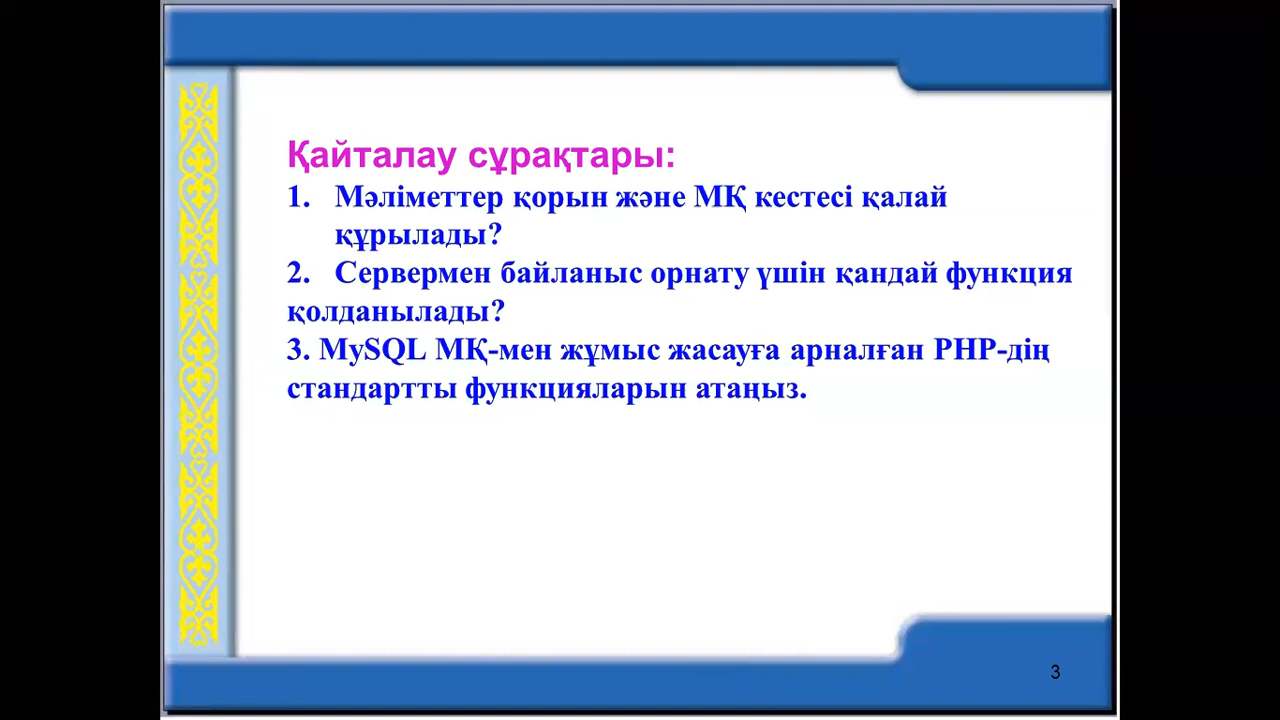 Қайталау сұрақтары:
1. Мәліметтер қорын және МҚ кестесі қалай
құрылады?
2. Сервермен байланыс орнату үшін қандай функция
қолданылады?
3. MySQL МҚ-мен жұмыс жасауға арналған PHP-дің
стандартты функцияларын атаңыз.
3